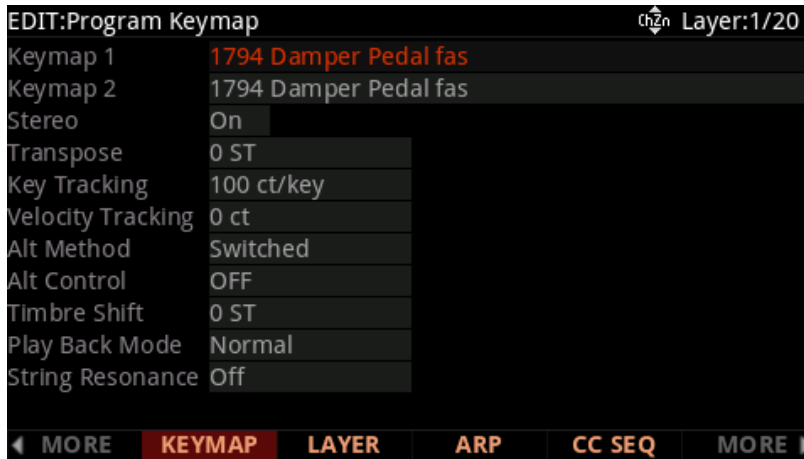 EDIT:Program Keymap ChZn Layer:1/20
Keymap 1 1794 Damper Pedal fas
Keymap 2 1794 Damper Pedal fas
Stereo On
Transpose 0 ST
Key Tracking 100 ct/key
Velocity Tracking 0 ct
Alt Method Switched
Alt Control OFF
Timbre Shift 0 ST
Play Back Mode Normal
String Resonance Off
MORE KEYMAP LAYER ARP CC SEQ MORE